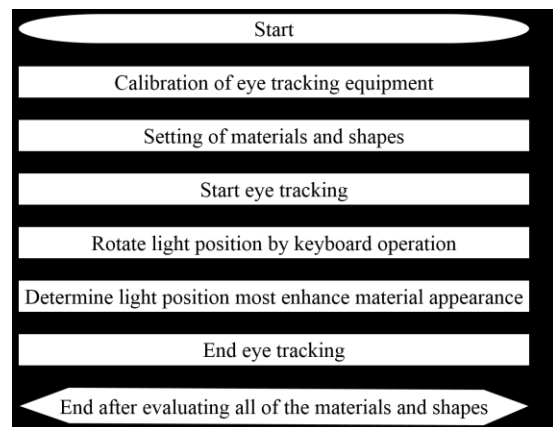 Start
Calibration of eye tracking equipment
Setting of materials and shapes
Start eye tracking
Rotate light position by keyboard operation
Determine light position most enhance material appearance
End eye tracking
End after evaluating all of the materials and shapes